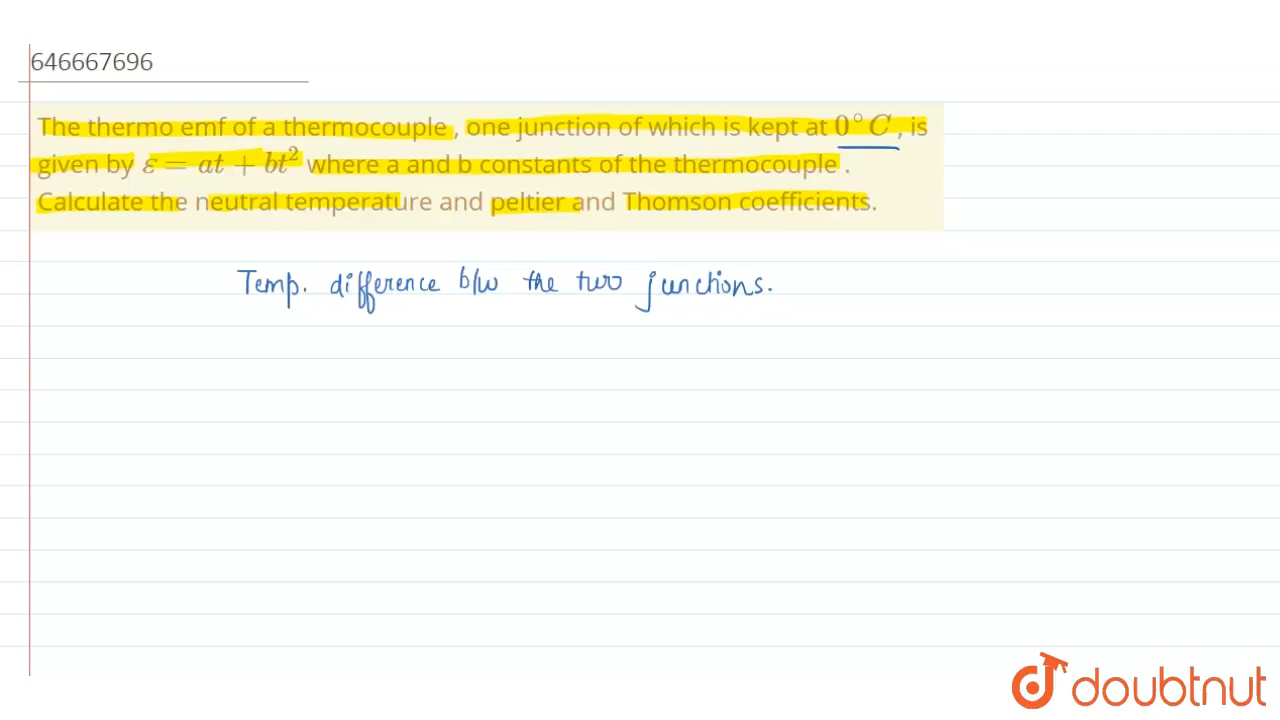 646667696
The thermo emf of a thermocouple , one junction of which is kept at 0°C , is
given by ε = at + bt² where a and b constants of the thermocouple .
Calculate the neutral temperature and peltier and Thomson coefficients.
Temp. difference b/w the two junctions.
doubtnut